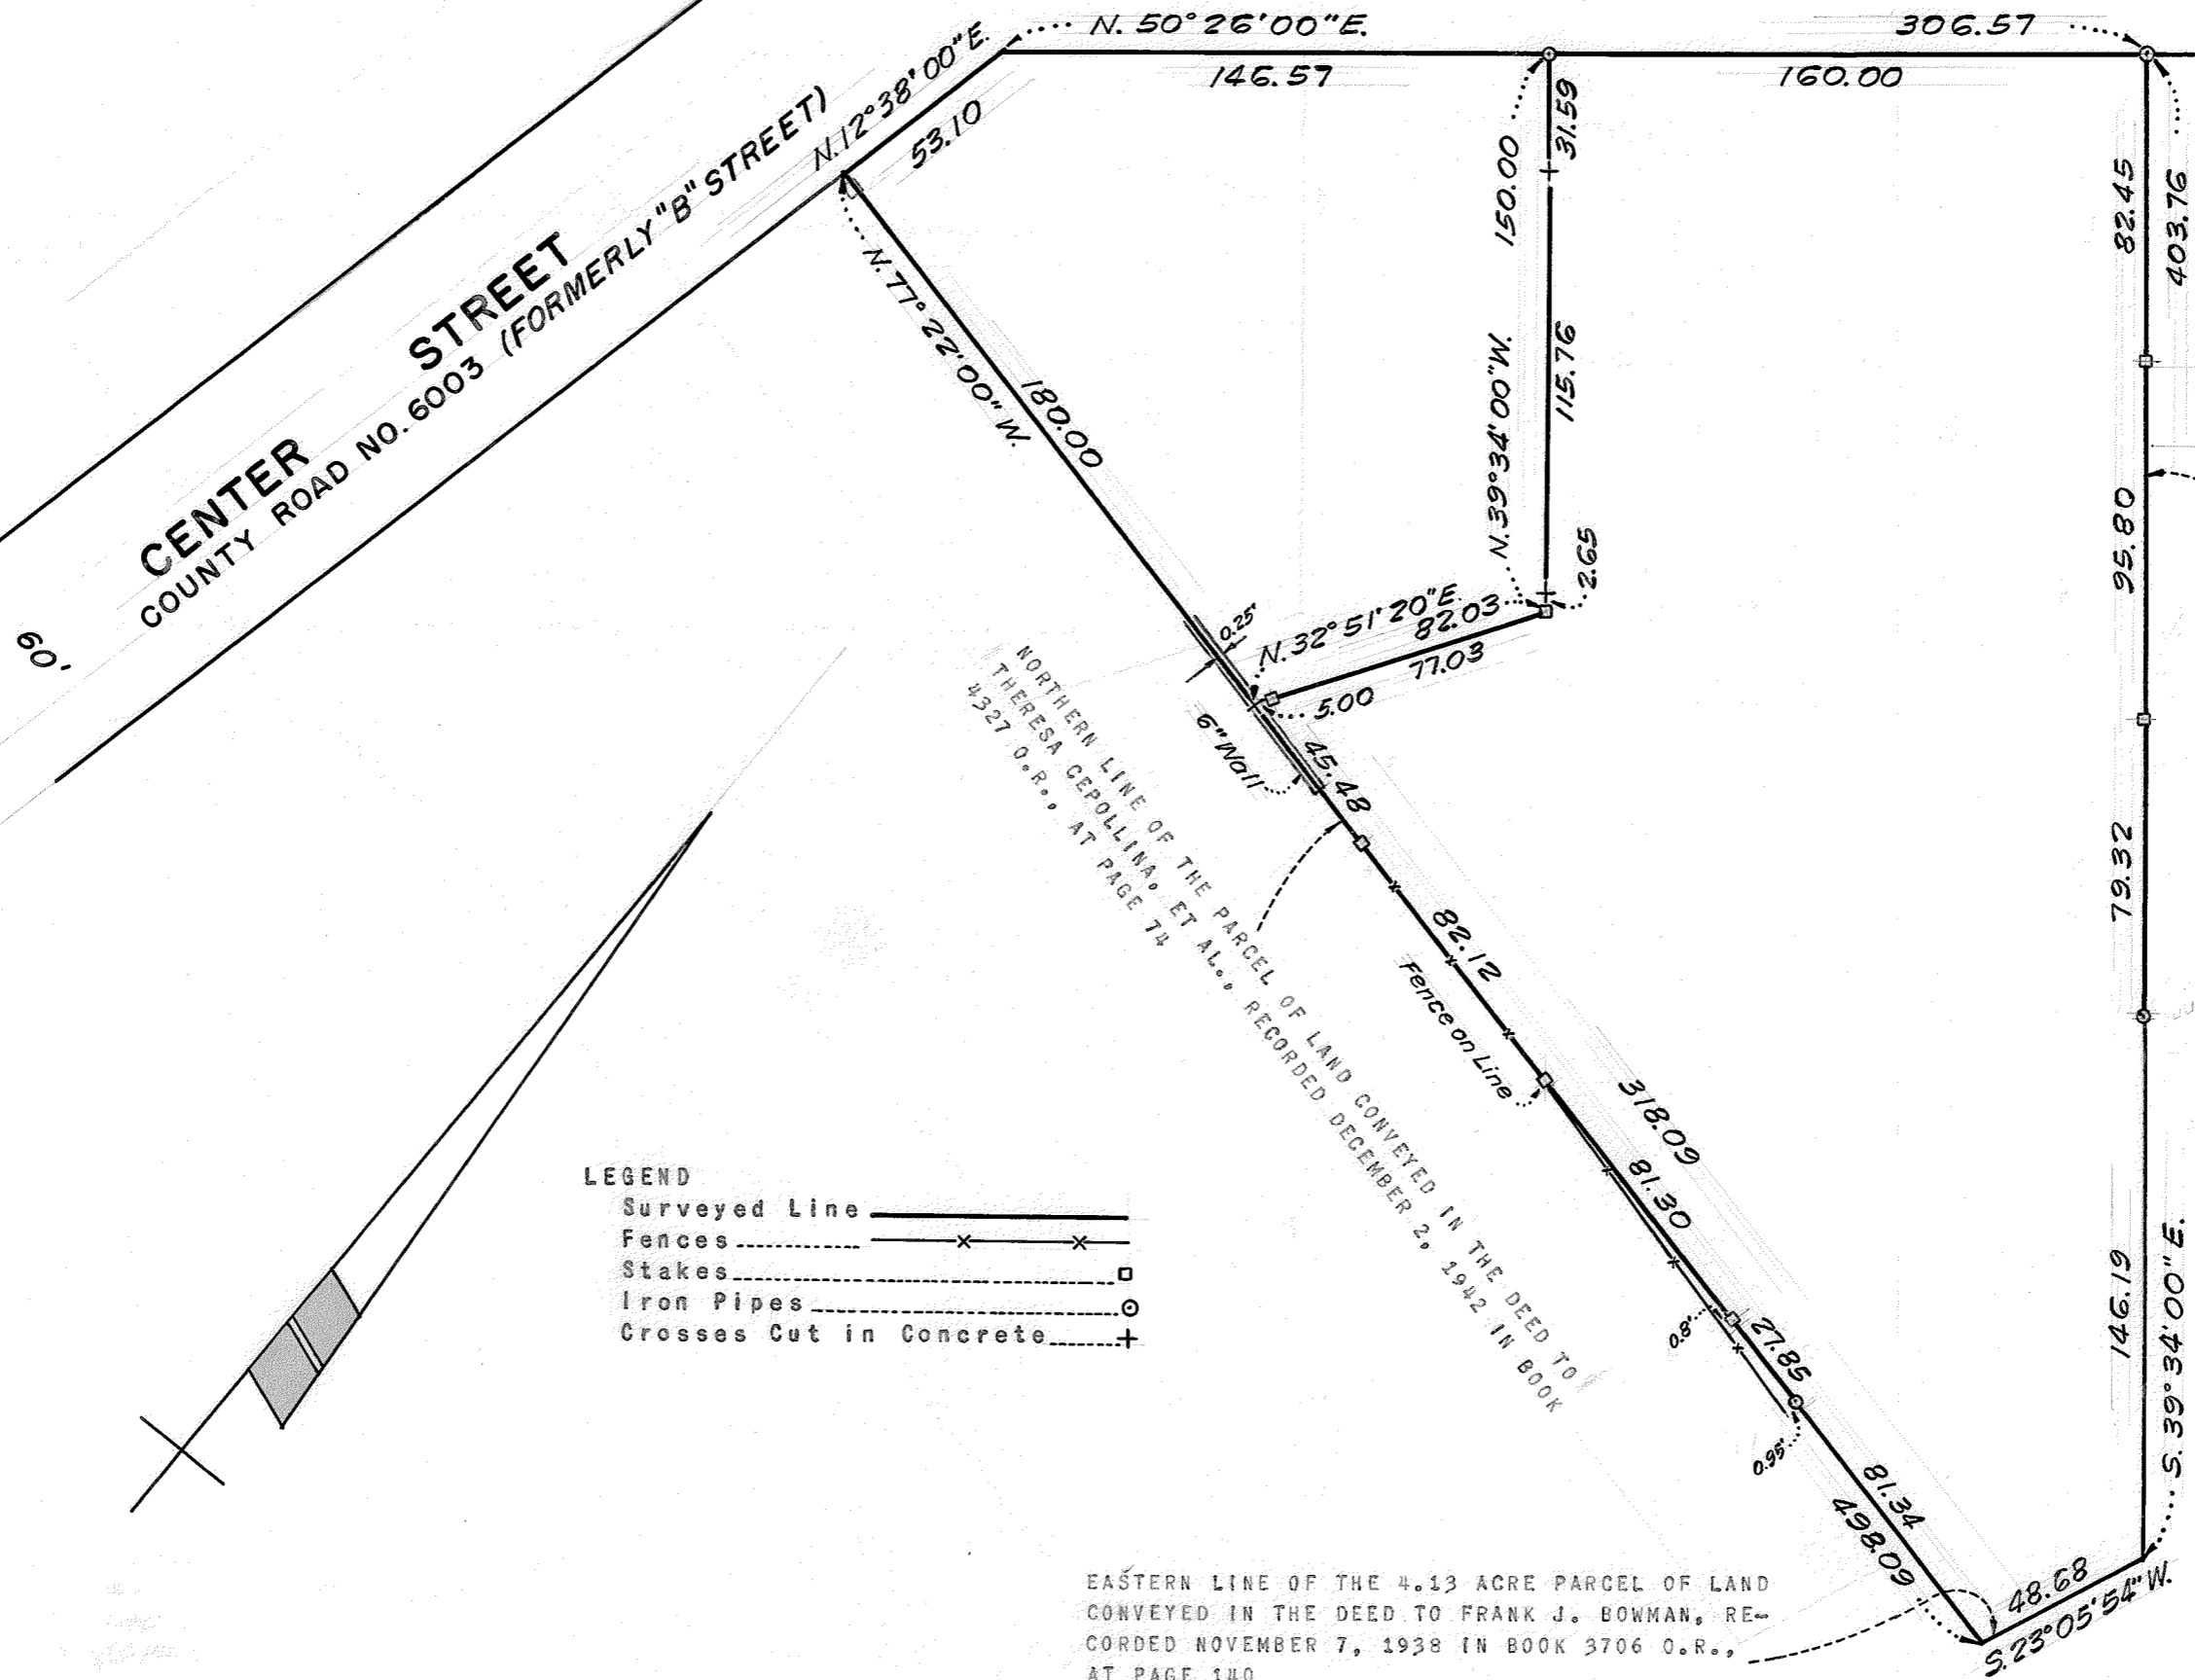 N. 50°26'00"E.
306.57
146.57
160.00
N.12°38'00"E.
53.10
CENTER STREET
COUNTY ROAD NO. 6003 (FORMERLY "B" STREET)
60'
N.77°22'00"W.
180.00
150.00
31.59
N.39°34'00"W.
115.76
2.65
82.45
403.76
95.80
79.32
146.19
S. 39°34'00"E.
0.25'
N.32°51'20"E.
82.03
77.03
5.00
6" Wall
45.48
82.12
Fence on Line
318.09
81.30
0.8'
27.85
0.95'
81.34
498.09
48.68
S.23°05'54"W.
NORTHERN LINE OF THE PARCEL OF LAND CONVEYED IN THE DEED TO
THERESA CEPOLLINA, ET AL., RECORDED DECEMBER 2, 1942 IN BOOK
4327 O.R., AT PAGE 74
LEGEND
Surveyed Line
Fences
Stakes
Iron Pipes
Crosses Cut in Concrete
EASTERN LINE OF THE 4.13 ACRE PARCEL OF LAND
CONVEYED IN THE DEED TO FRANK J. BOWMAN, RE-
CORDED NOVEMBER 7, 1938 IN BOOK 3706 O.R.,
AT PAGE 140